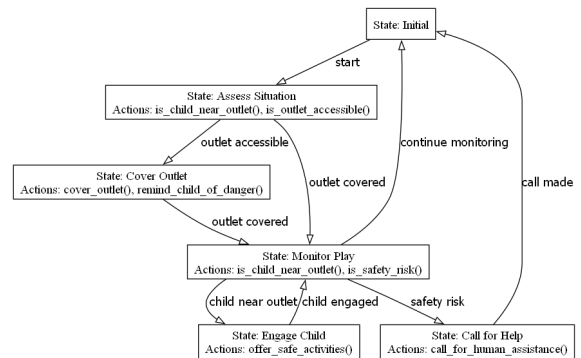 State: Initial
start
State: Assess Situation
Actions: is_child_near_outlet(), is_outlet_accessible()
outlet accessible
continue monitoring
State: Cover Outlet
Actions: cover_outlet(), remind_child_of_danger()
outlet covered
call made
outlet covered
State: Monitor Play
Actions: is_child_near_outlet(), is_safety_risk()
child near outlet
child engaged
safety risk
State: Engage Child
Actions: offer_safe_activities()
State: Call for Help
Actions: call_for_human_assistance()